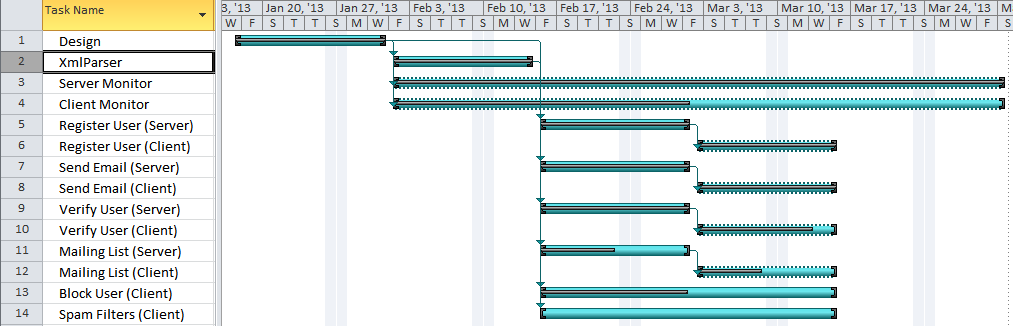 Task Name
3, '13 Jan 20, '13 Jan 27, '13 Feb 3, '13 Feb 10, '13 Feb 17, '13 Feb 24, '13 Mar 3, '13 Mar 10, '13 Mar 17, '13 Mar 24, '13
W F S T T S M W F S T T S M W F S T T S M W F S T T S M W F S T T S M W F S
1 Design
2 XmlParser
3 Server Monitor
4 Client Monitor
5 Register User (Server)
6 Register User (Client)
7 Send Email (Server)
8 Send Email (Client)
9 Verify User (Server)
10 Verify User (Client)
11 Mailing List (Server)
12 Mailing List (Client)
13 Block User (Client)
14 Spam Filters (Client)